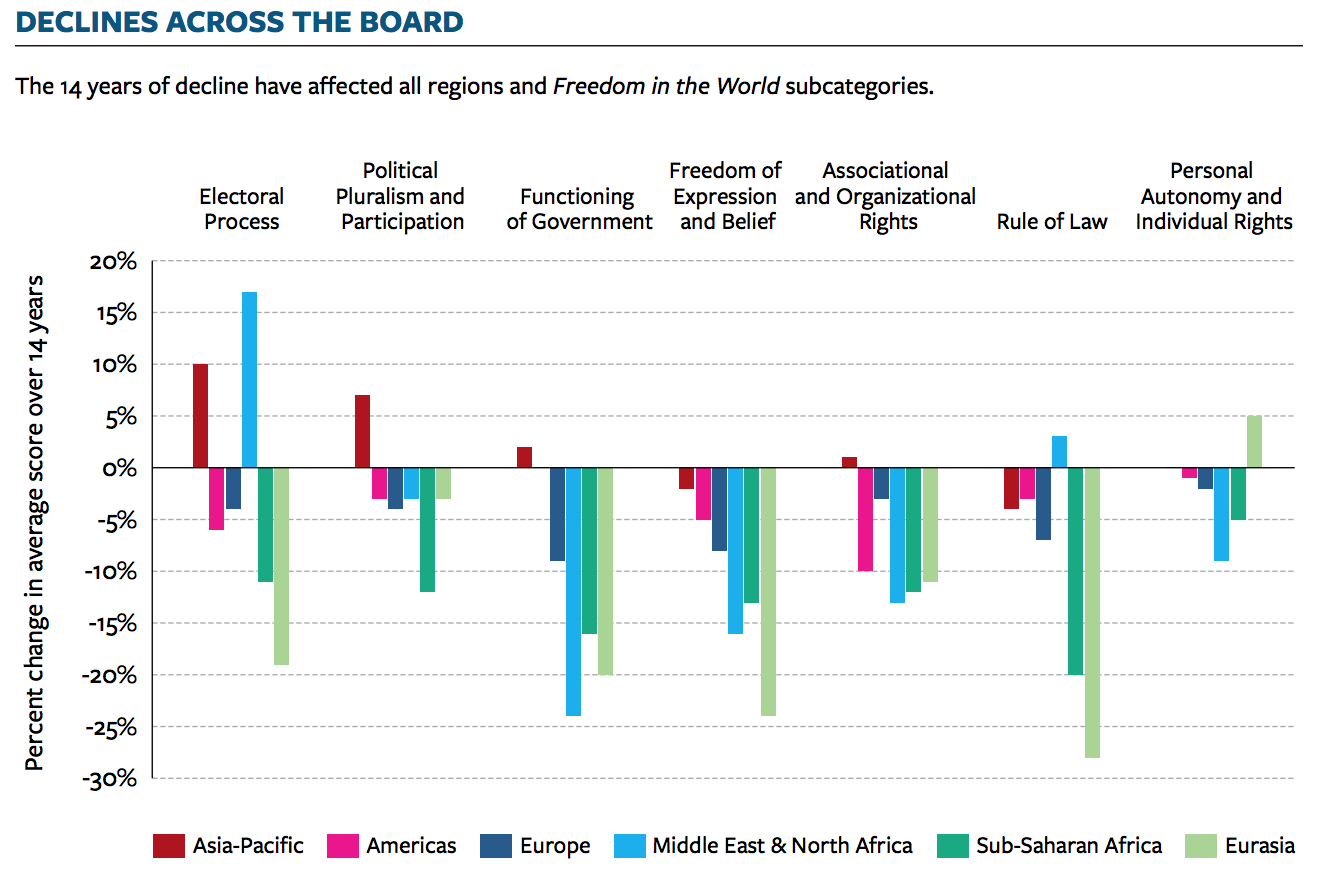 DECLINES ACROSS THE BOARD
The 14 years of decline have affected all regions and Freedom in the World subcategories.
Electoral
Process
Political
Pluralism and
Participation
Functioning
of Government
Freedom of
Expression
and Belief
Associational
and Organizational
Rights
Rule of Law
Personal
Autonomy and
Individual Rights
Percent change in average score over 14 years
20%
15%
10%
5%
0%
-5%
-10%
-15%
-20%
-25%
-30%
Asia-Pacific
Americas
Europe
Middle East & North Africa
Sub-Saharan Africa
Eurasia